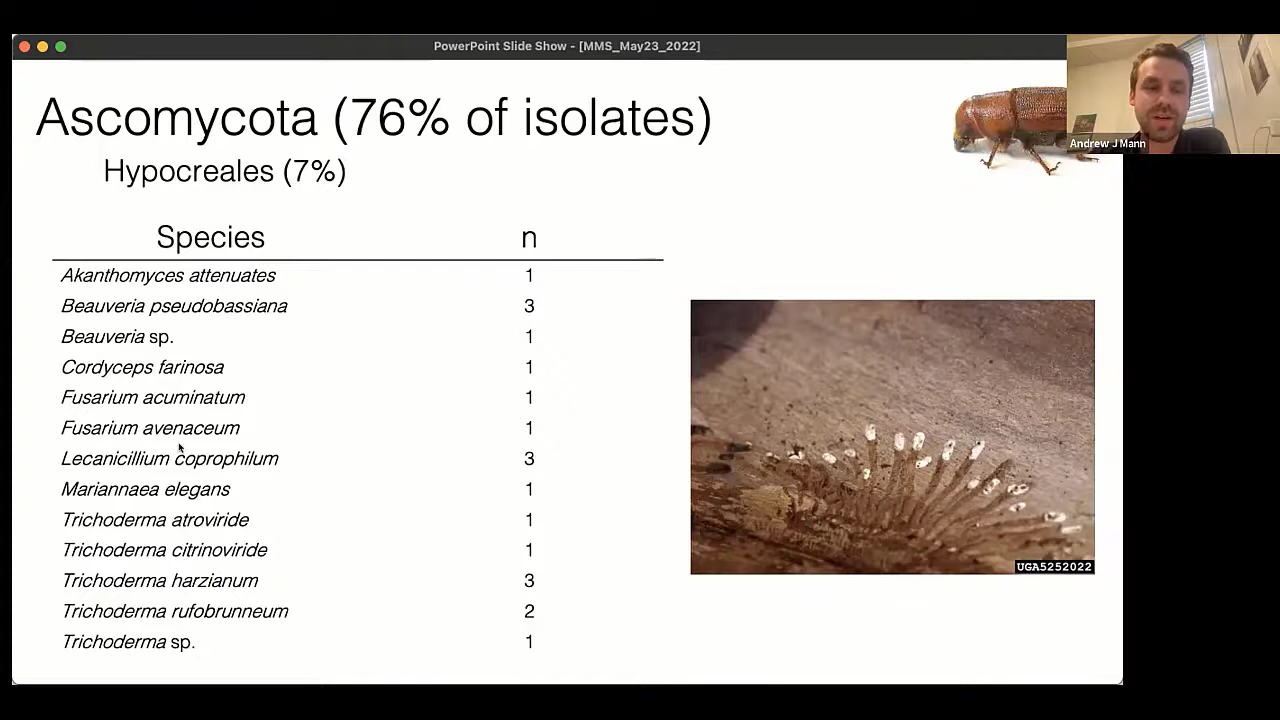 PowerPoint Slide Show - [MMS_May23_2022]
Ascomycota (76% of isolates)
Hypocreales (7%)
Andrew J Mann
Species n
Akanthomyces attenuates 1
Beauveria pseudobassiana 3
Beauveria sp. 1
Cordyceps farinosa 1
Fusarium acuminatum 1
Fusarium avenaceum 1
Lecanicillium coprophilum 3
Mariannaea elegans 1
Trichoderma atroviride 1
Trichoderma citrinoviride 1
Trichoderma harzianum 3
Trichoderma rufobrunneum 2
Trichoderma sp. 1
UGA5252022